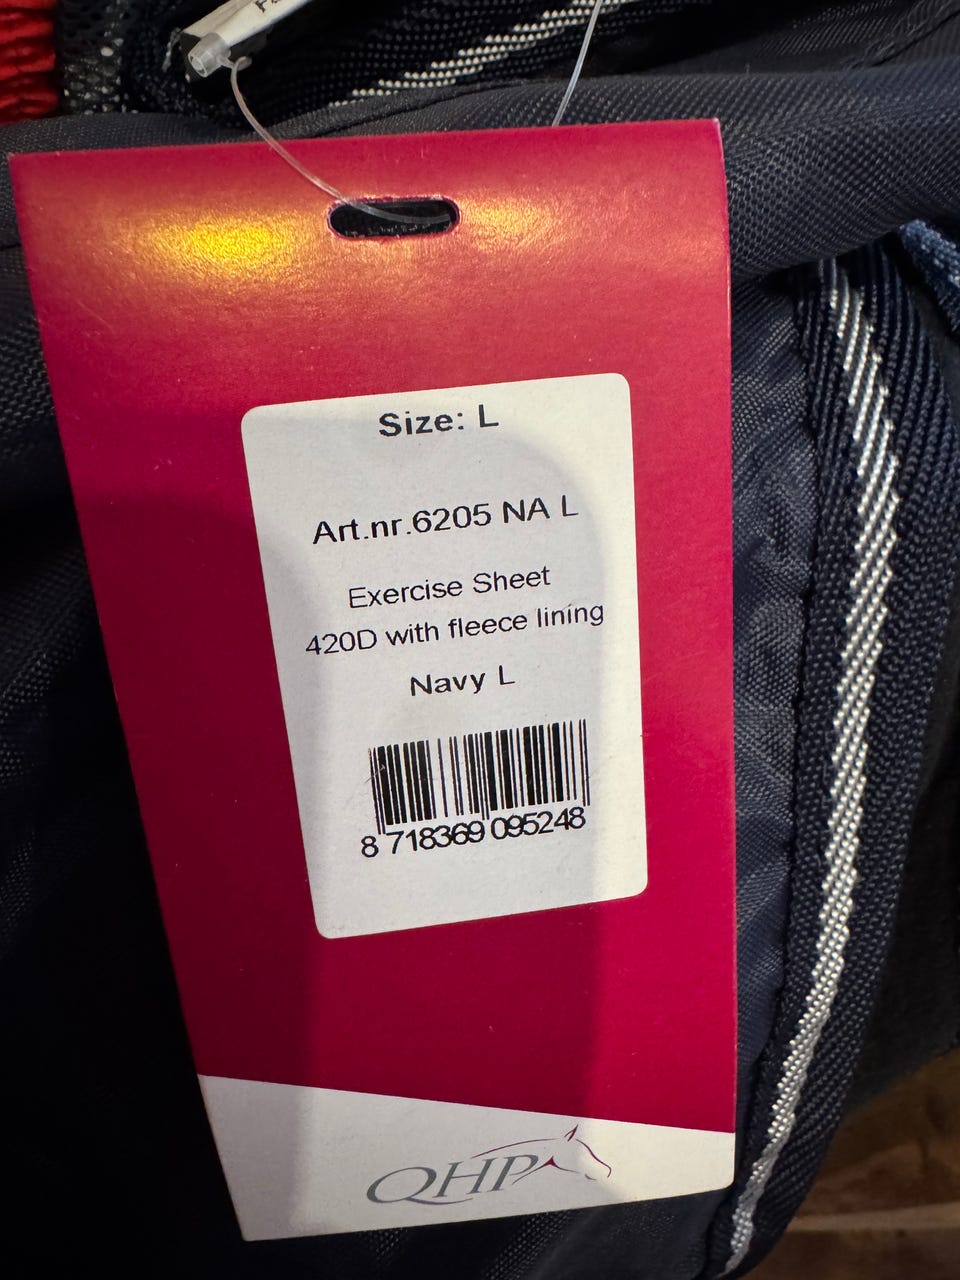 Size: L
Art.nr.6205 NA L
Exercise Sheet
420D with fleece lining
Navy L
8 718369 095248
QHP